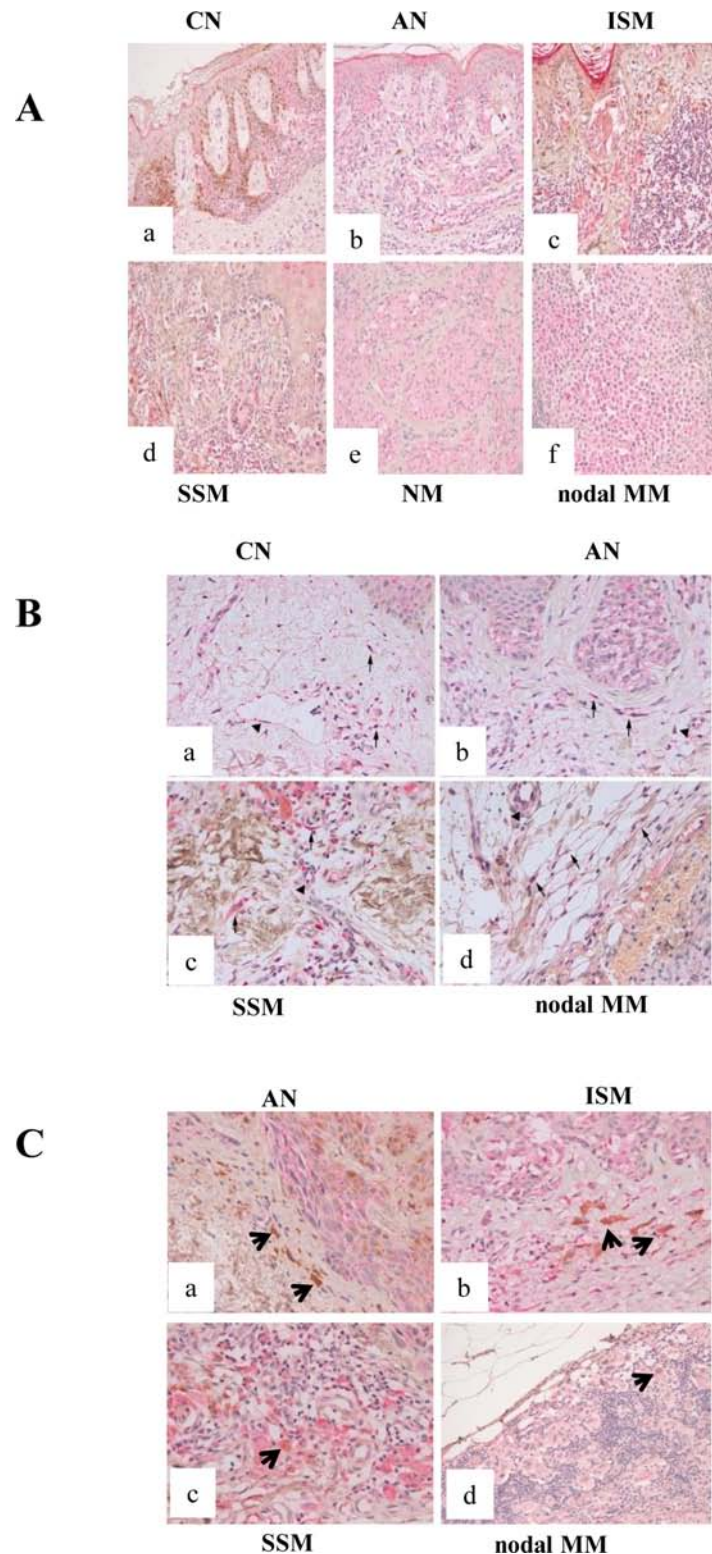 CN AN ISM
A
a b c
d e f
SSM NM nodal MM
CN AN
B
a b
c d
SSM nodal MM
AN ISM
C
a b
c d
SSM nodal MM